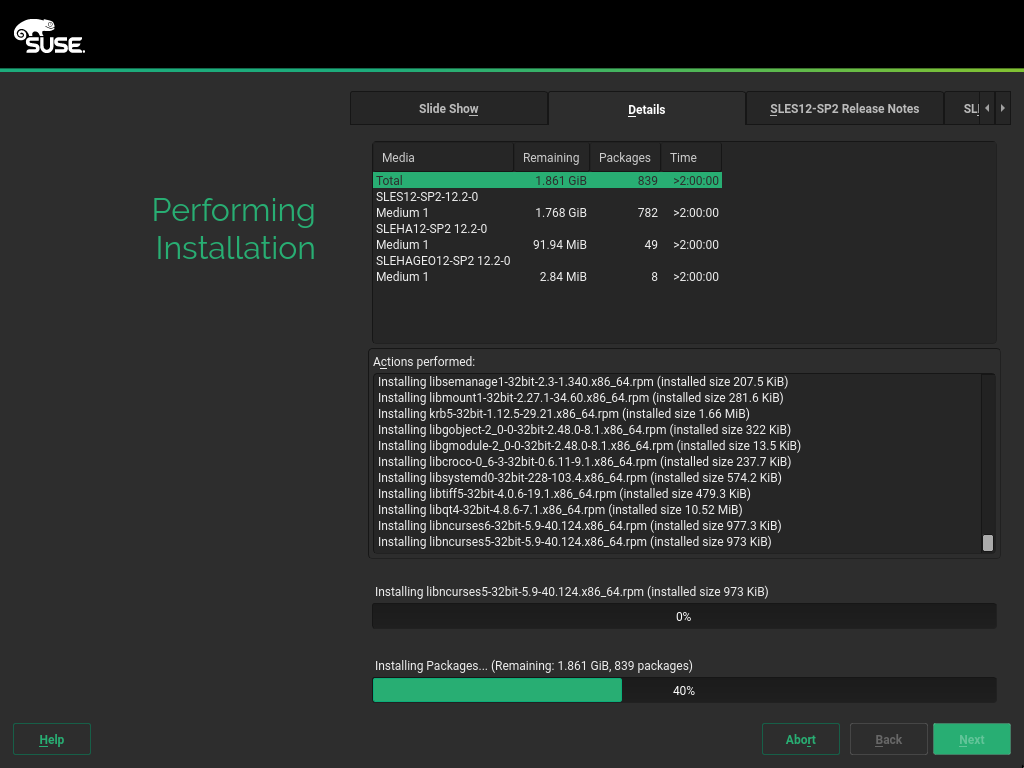 SUSE.
Slide Show
Details
SLES12-SP2 Release Notes
SLI
Performing
Installation
Media Remaining Packages Time
Total 1.861 GiB 839 >2:00:00
SLES12-SP2-12.2-0
Medium 1 1.768 GiB 782 >2:00:00
SLEHA12-SP2 12.2-0
Medium 1 91.94 MiB 49 >2:00:00
SLEHAGEO12-SP2 12.2-0
Medium 1 2.84 MiB 8 >2:00:00
Actions performed:
Installing libsemanage1-32bit-2.3-1.340.x86_64.rpm (installed size 207.5 KiB)
Installing libmount1-32bit-2.27.1-34.60.x86_64.rpm (installed size 281.6 KiB)
Installing krb5-32bit-1.12.5-29.21.x86_64.rpm (installed size 1.66 MiB)
Installing libgobject-2_0-0-32bit-2.48.0-8.1.x86_64.rpm (installed size 322 KiB)
Installing libgmodule-2_0-0-32bit-2.48.0-8.1.x86_64.rpm (installed size 13.5 KiB)
Installing libcroco-0_6-3-32bit-0.6.11-9.1.x86_64.rpm (installed size 237.7 KiB)
Installing libsystemd0-32bit-228-103.4.x86_64.rpm (installed size 574.2 KiB)
Installing libtiff5-32bit-4.0.6-19.1.x86_64.rpm (installed size 479.3 KiB)
Installing libqt4-32bit-4.8.6-7.1.x86_64.rpm (installed size 10.52 MiB)
Installing libncurses6-32bit-5.9-40.124.x86_64.rpm (installed size 977.3 KiB)
Installing libncurses5-32bit-5.9-40.124.x86_64.rpm (installed size 973 KiB)
Installing libncurses5-32bit-5.9-40.124.x86_64.rpm (installed size 973 KiB)
0%
Installing Packages... (Remaining: 1.861 GiB, 839 packages)
40%
Help
Abort
Back
Next